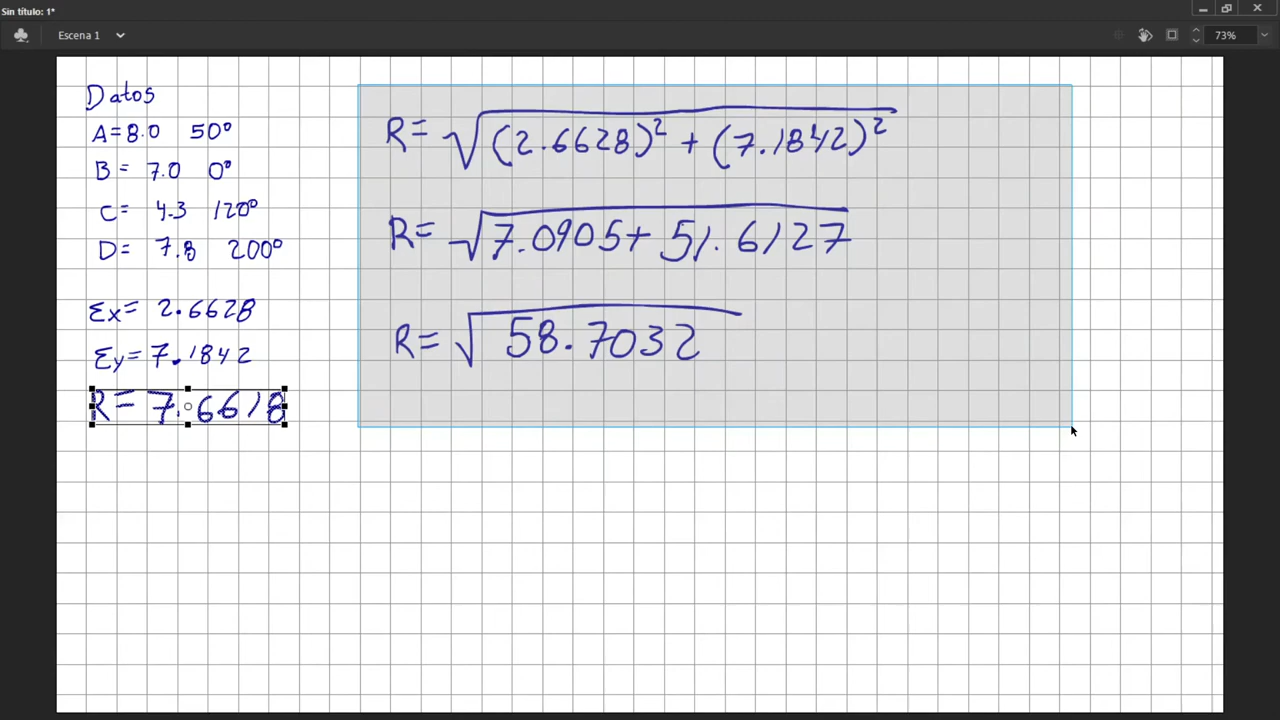 Sin título: 1*
Escena 1
73%
Datos
A=8.0 50°
B= 7.0 0°
C= 4.3 120°
D= 7.8 200°
Σx= 2.6628
Σy= 7.1842
R= 7.6618
R= √(2.6628)² + (7.1842)²
R= √7.0905+ 51.6127
R= √58.7032